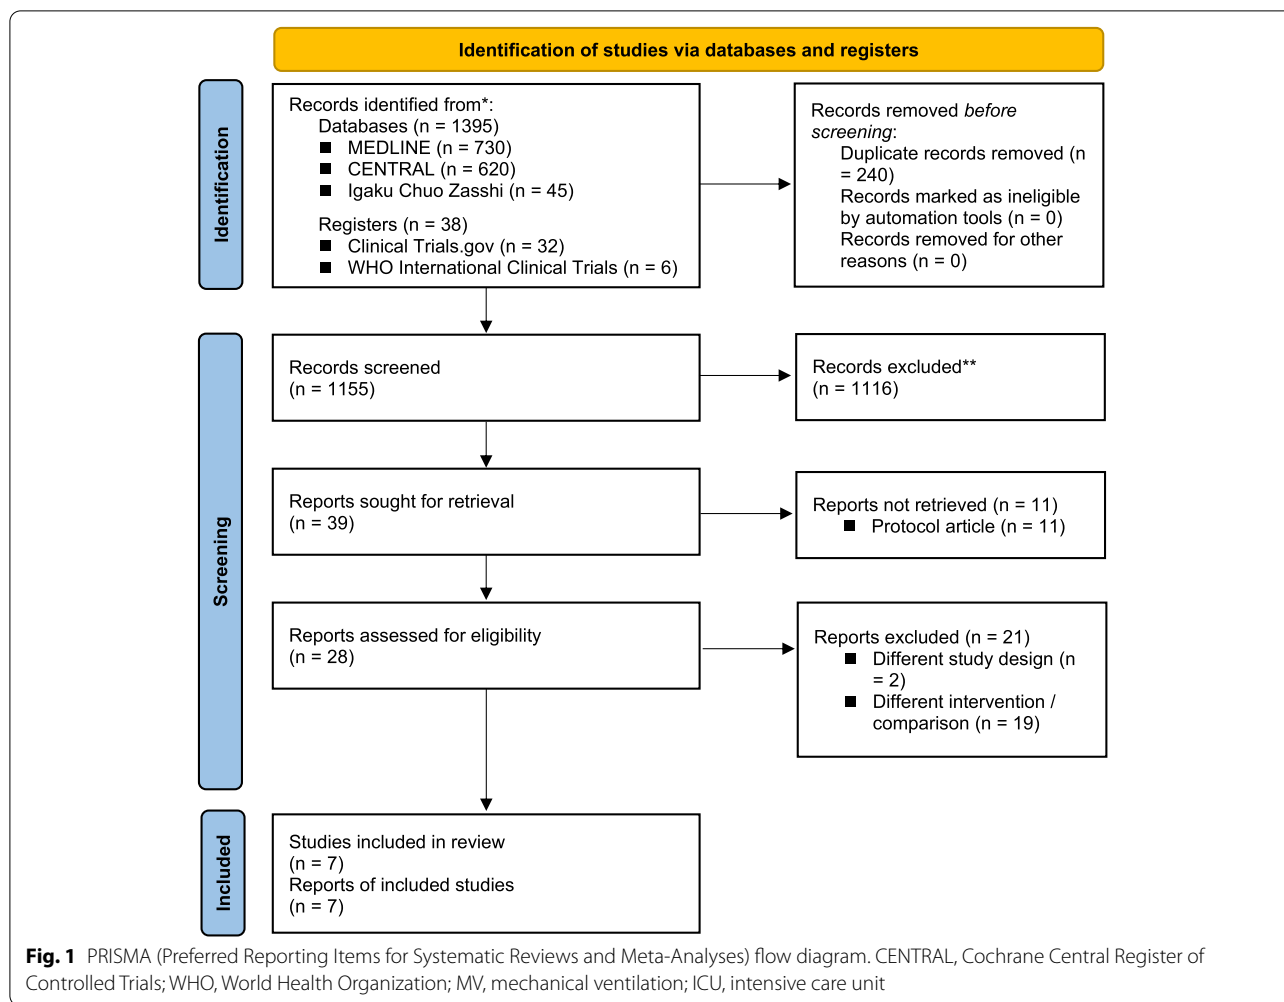 Identification of studies via databases and registers
Identification
Records identified from*:
Databases (n = 1395)
■ MEDLINE (n = 730)
■ CENTRAL (n = 620)
■ Igaku Chuo Zasshi (n = 45)
Registers (n = 38)
■ Clinical Trials.gov (n = 32)
■ WHO International Clinical Trials (n = 6)
Records removed before
screening:
Duplicate records removed (n
= 240)
Records marked as ineligible
by automation tools (n = 0)
Records removed for other
reasons (n = 0)
Screening
Records screened
(n = 1155)
Records excluded**
(n = 1116)
Reports sought for retrieval
(n = 39)
Reports not retrieved (n = 11)
■ Protocol article (n = 11)
Reports assessed for eligibility
(n = 28)
Reports excluded (n = 21)
■ Different study design (n
= 2)
■ Different intervention /
comparison (n = 19)
Included
Studies included in review
(n = 7)
Reports of included studies
(n = 7)
Fig. 1 PRISMA (Preferred Reporting Items for Systematic Reviews and Meta-Analyses) flow diagram. CENTRAL, Cochrane Central Register of
Controlled Trials; WHO, World Health Organization; MV, mechanical ventilation; ICU, intensive care unit